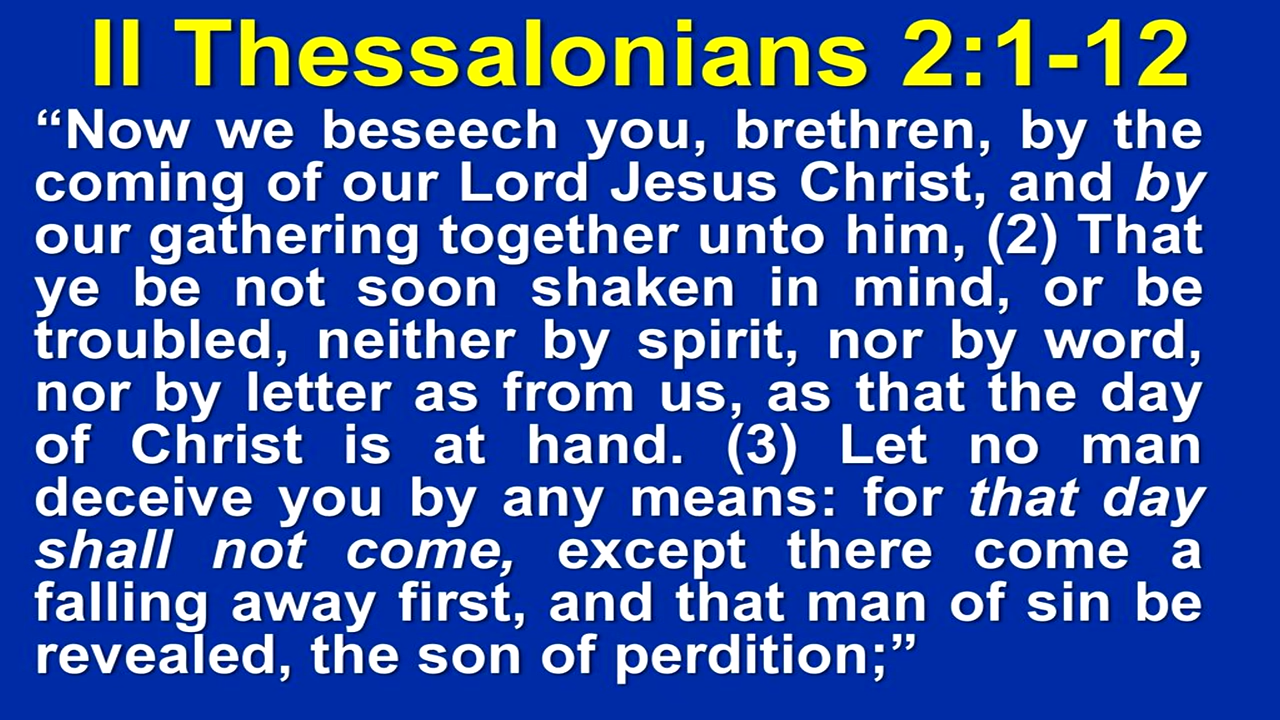 II Thessalonians 2:1-12
“Now we beseech you, brethren, by the
coming of our Lord Jesus Christ, and by
our gathering together unto him, (2) That
ye be not soon shaken in mind, or be
troubled, neither by spirit, nor by word,
nor by letter as from us, as that the day
of Christ is at hand. (3) Let no man
deceive you by any means: for that day
shall not come, except there come a
falling away first, and that man of sin be
revealed, the son of perdition;”